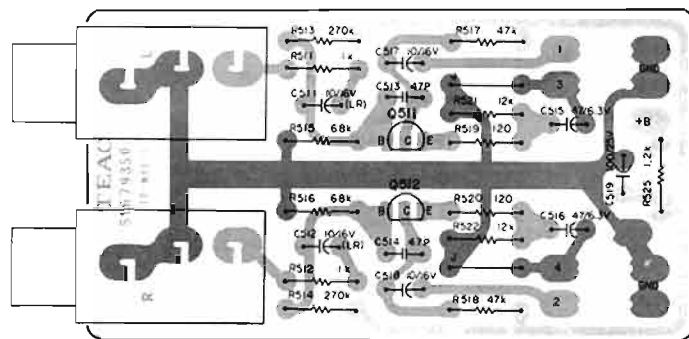 R513 270k
R511 1k
C511 10/16V
(LR)
R515 68k
C517 10/16V
C513 47P
Q511
B C E
R517 47k
R521 12k
R519 120
1
3
C515 47/6.3V
GND
+B
L
TEAC
C519
R525 1.2k
R516 68k
C512 10/16V
(LR)
R512 1k
R514 270k
Q512
B C E
C514 47P
C518 10/16V
R520 120
R522 12k
J
R518 47k
C516 47/6.3V
4
2
GND
R